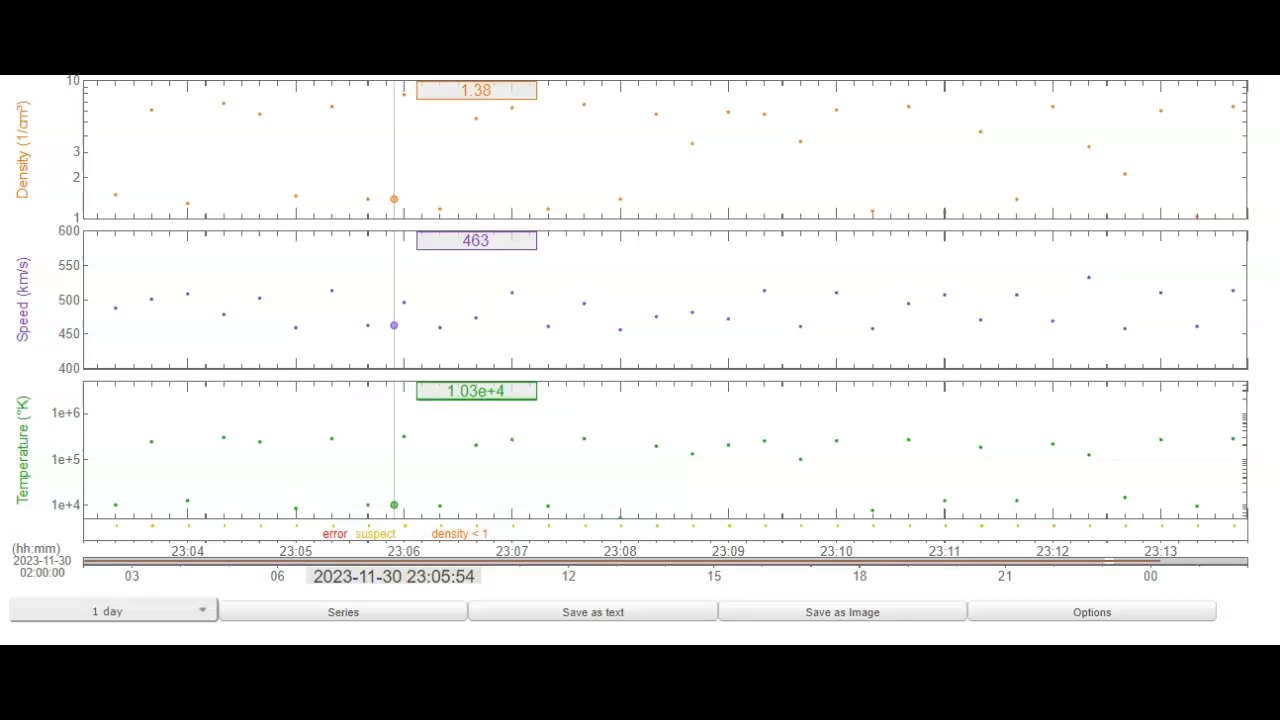 10
1.38
Density (1/cm³)
3
2
1
600
463
550
Speed (km/s)
500
450
400
1.03e+4
1e+6
Temperature (°K)
1e+5
1e+4
error suspect density < 1
(hh:mm) 23:04 23:05 23:06 23:07 23:08 23:09 23:10 23:11 23:12 23:13
2023-11-30
02:00:00 03 06 2023-11-30 23:05:54 12 15 18 21 00
1 day Series Save as text Save as Image Options